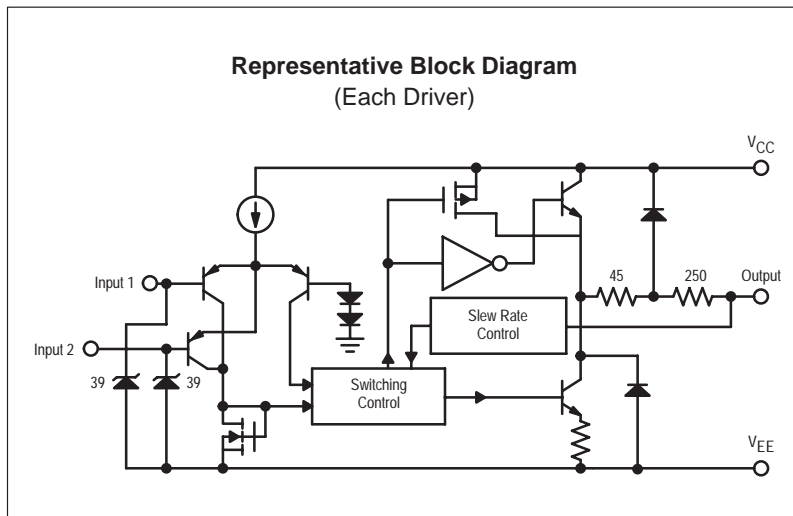 Representative Block Diagram
(Each Driver)
VCC
Input 1
45
250
Output
Slew Rate
Control
Input 2
39
39
Switching
Control
VEE